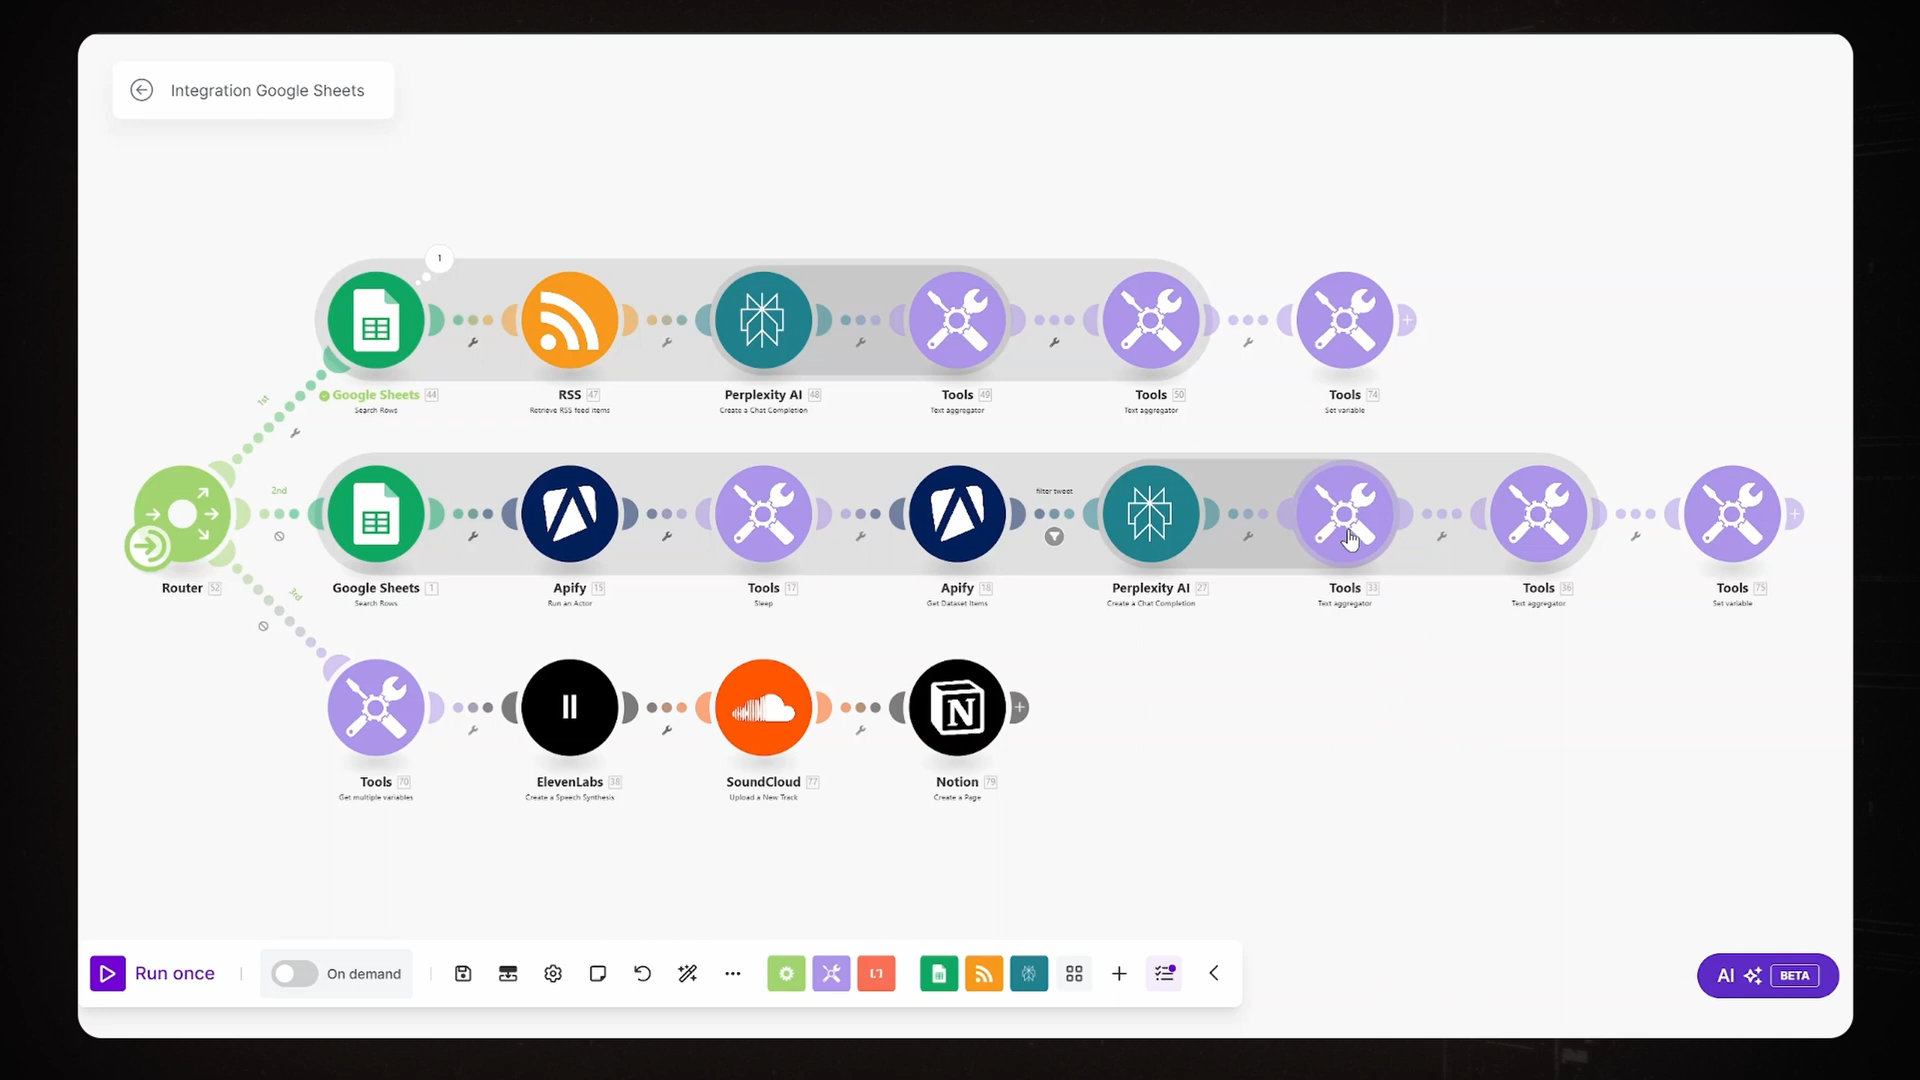 Integration Google Sheets
1
1st
Google Sheets 44
Search Rows
RSS 47
Retrieve RSS feed items
Perplexity AI 48
Create a Chat Completion
Tools 49
Text aggregator
Tools 50
Text aggregator
Tools 74
Set variable
2nd
filter tweet
Router 52
Google Sheets 1
Search Rows
Apify 15
Run an Actor
Tools 17
Sleep
Apify 18
Get Dataset Items
Perplexity AI 27
Create a Chat Completion
Tools 33
Text aggregator
Tools 36
Text aggregator
Tools 75
Set variable
3rd
Tools 70
Get multiple variables
ElevenLabs 38
Create a Speech Synthesis
SoundCloud 77
Upload a New Track
Notion 79
Create a Page
Run once
On demand
AI BETA